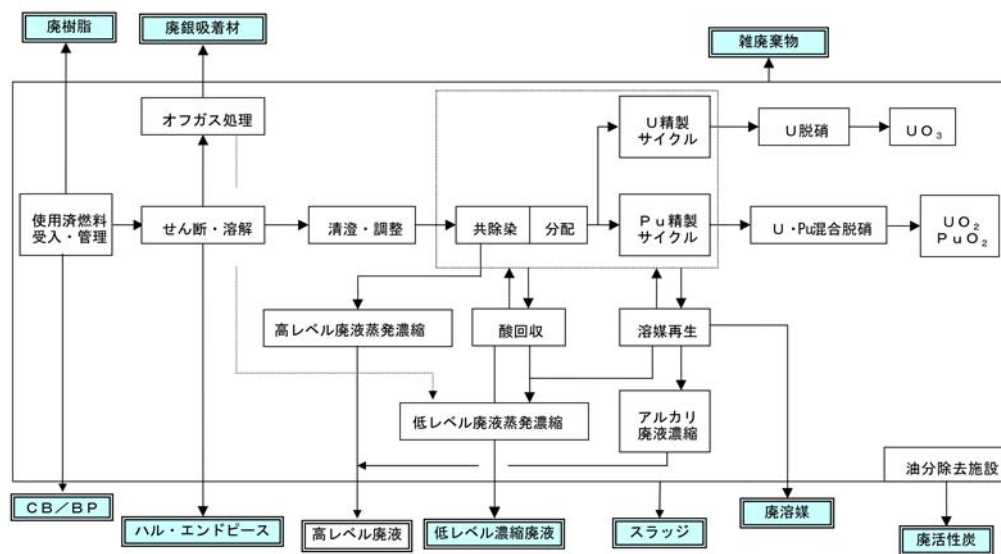 廃樹脂
廃銀吸着材
雑廃棄物
オフガス処理
U精製
サイクル
U脱硝
UO₃
使用済燃料
受入・管理
せん断・溶解
清澄・調整
共除染
分配
Pu精製
サイクル
U・Pu混合脱硝
UO₂
PuO₂
高レベル廃液蒸発濃縮
酸回収
溶媒再生
低レベル廃液蒸発濃縮
アルカリ
廃液濃縮
油分除去施設
CB/BP
ハル・エンドピース
高レベル廃液
低レベル濃縮廃液
スラッジ
廃溶媒
廃活性炭